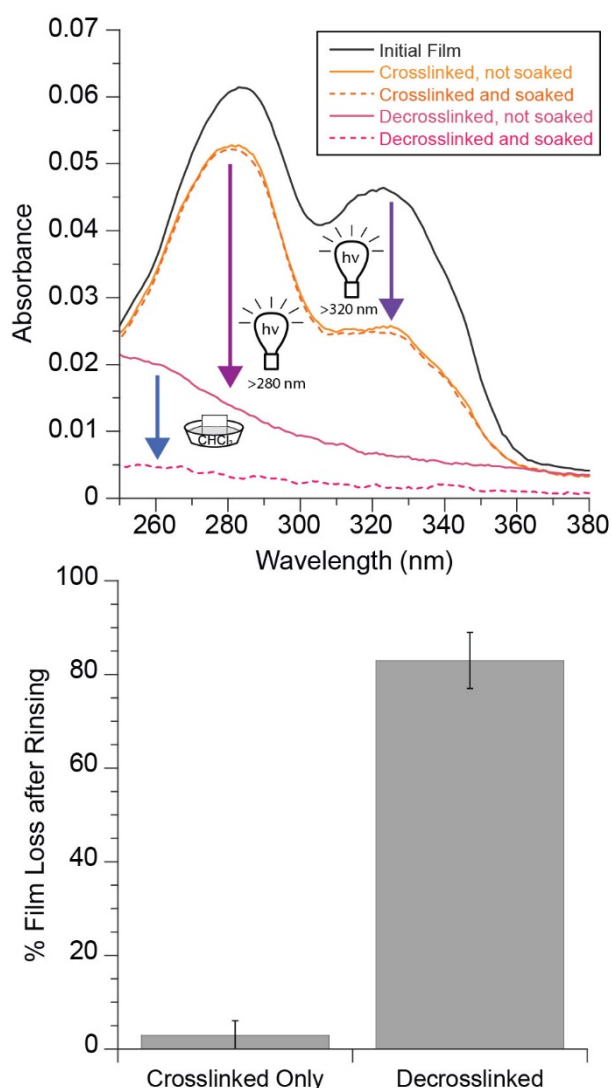 0.07
0.06
0.05
0.04
0.03
0.02
0.01
0
Absorbance
Initial Film
Crosslinked, not soaked
Crosslinked and soaked
Decrosslinked, not soaked
Decrosslinked and soaked
hν
>320 nm
hν
>280 nm
CHCl3
260 280 300 320 340 360 380
Wavelength (nm)
100
80
60
40
20
0
% Film Loss after Rinsing
Crosslinked Only
Decrosslinked